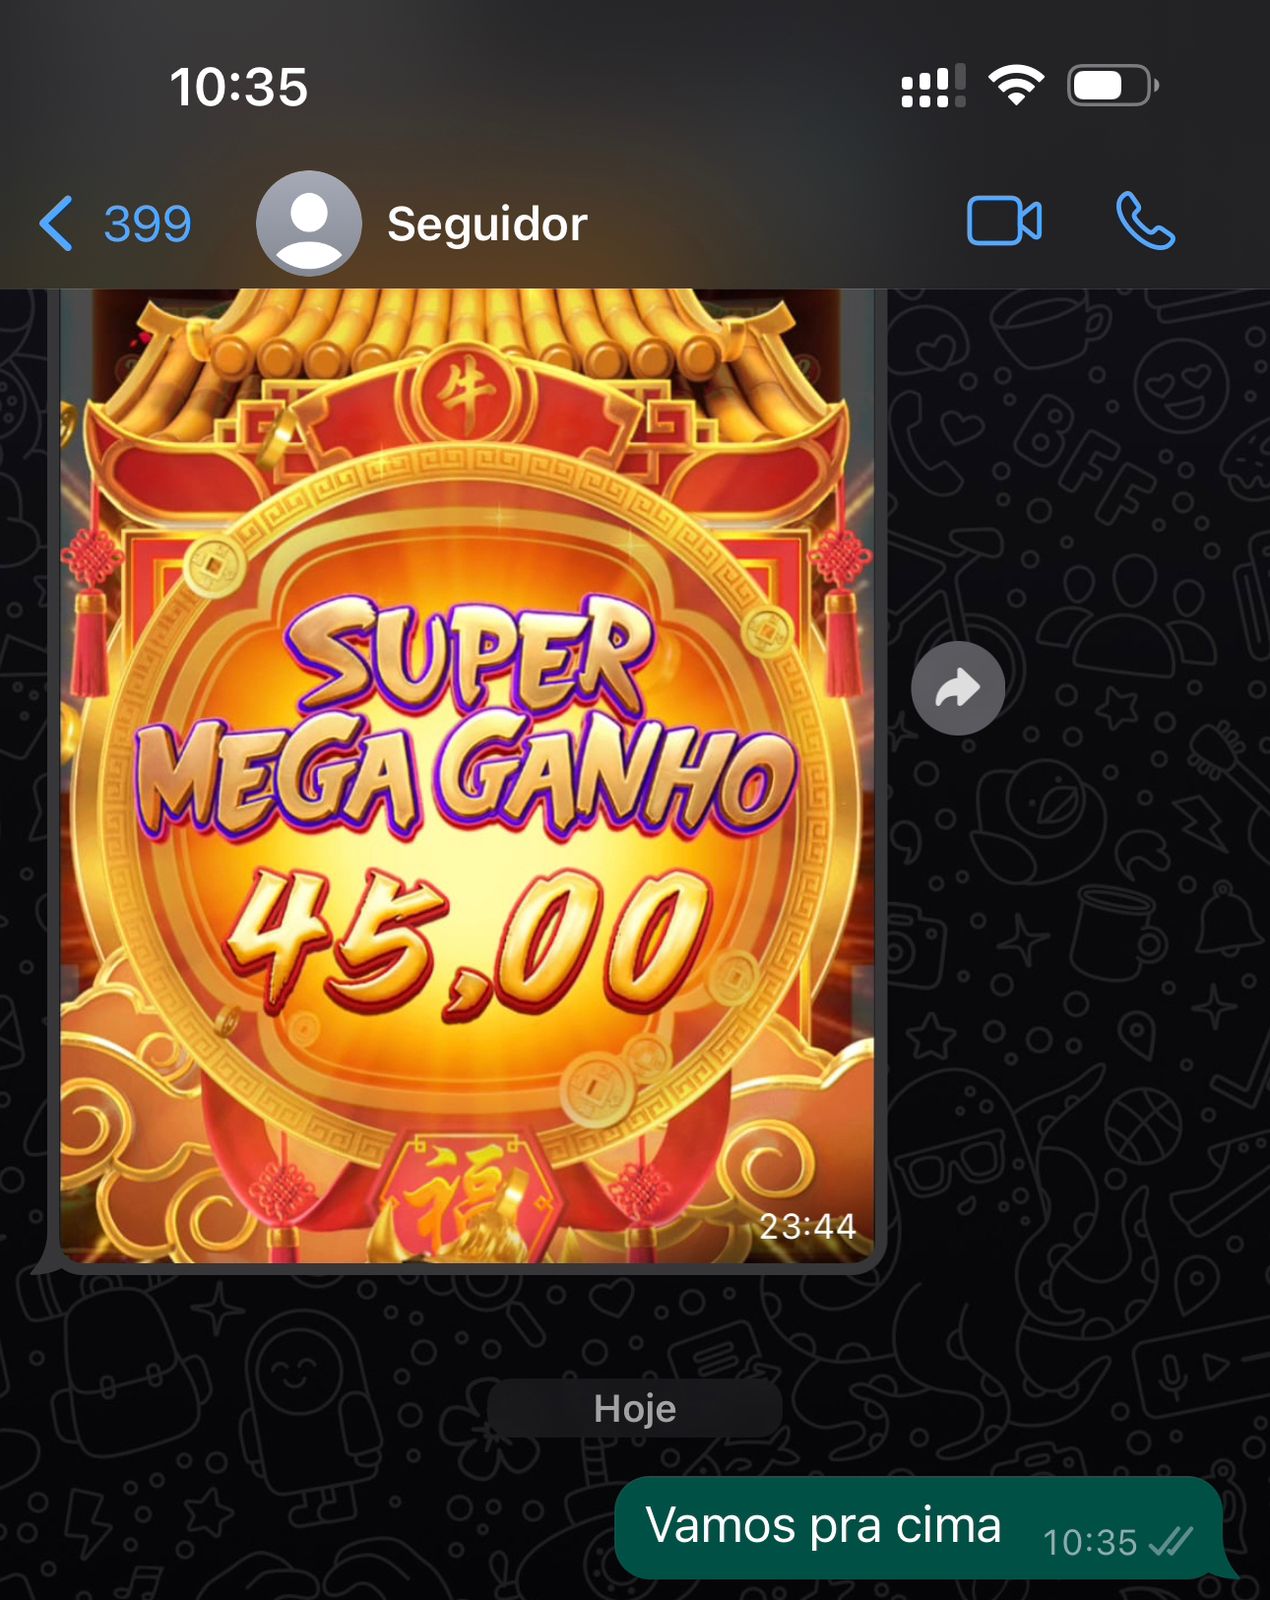 10:35
399
Seguidor
牛
SUPER
MEGA GANHO
45,00
福
23:44
Hoje
Vamos pra cima
10:35